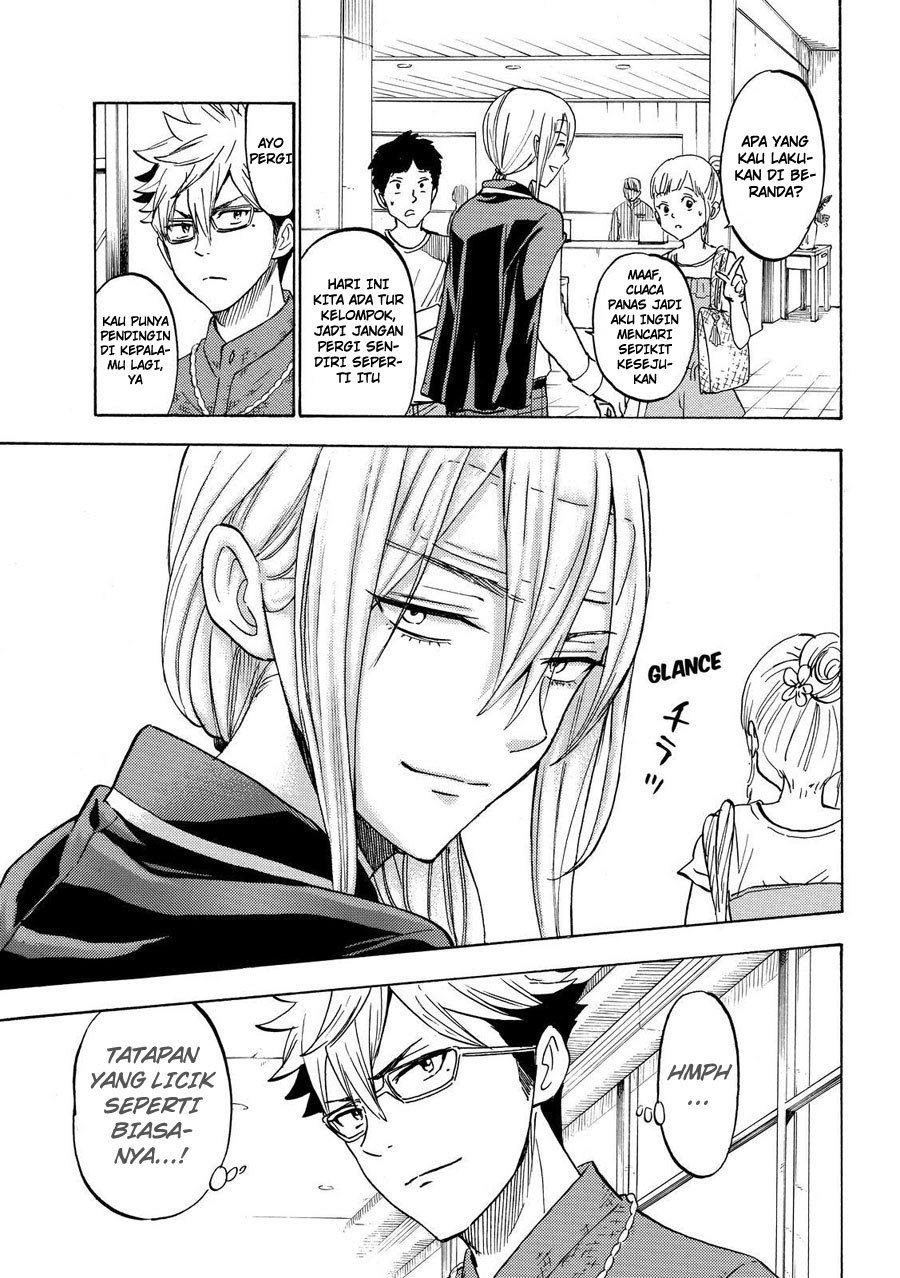 APA YANG
KAU LAKU-
KAN DI BE-
RANDA?
MAAF,
CUACA
PANAS JADI
AKU INGIN
MENCARI
SEDIKIT
KESEJU-
KAN
HARI INI
KITA ADA TUR
KELOMPOK,
JADI JANGAN
PERGI SEN-
DIRI SEPER-
TI ITU
AYO
PERGI
KAU PUNYA
PENDINGIN
DI KEPALA-
MU LAGI,
YA
GLANCE
チラッ
HMPH
...
TATAPAN
YANG LICIK
SEPERTI
BIASA-
NYA...!